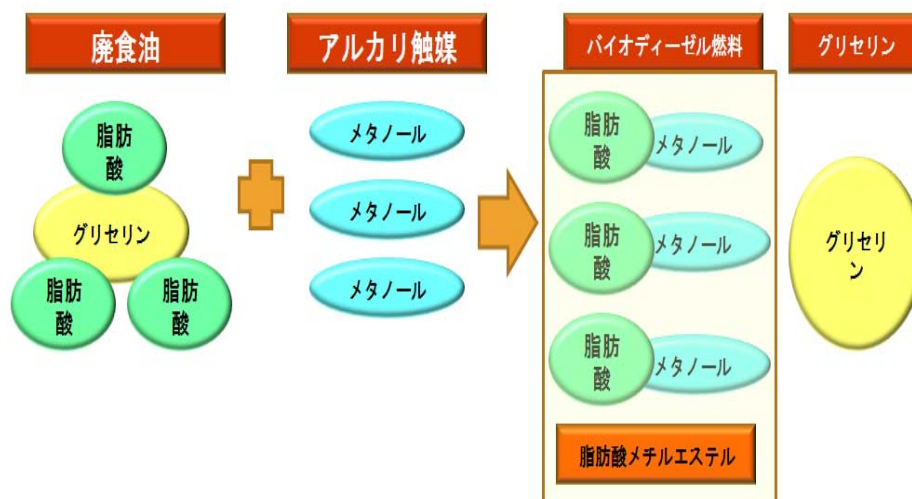 廃食油
アルカリ触媒
バイオディーゼル燃料
グリセリン
脂肪
酸
グリセリン
脂肪
酸
脂肪
酸
メタノール
メタノール
メタノール
脂肪
酸
メタノール
脂肪
酸
メタノール
脂肪
酸
メタノール
脂肪酸メチルエステル
グリセリ
ン